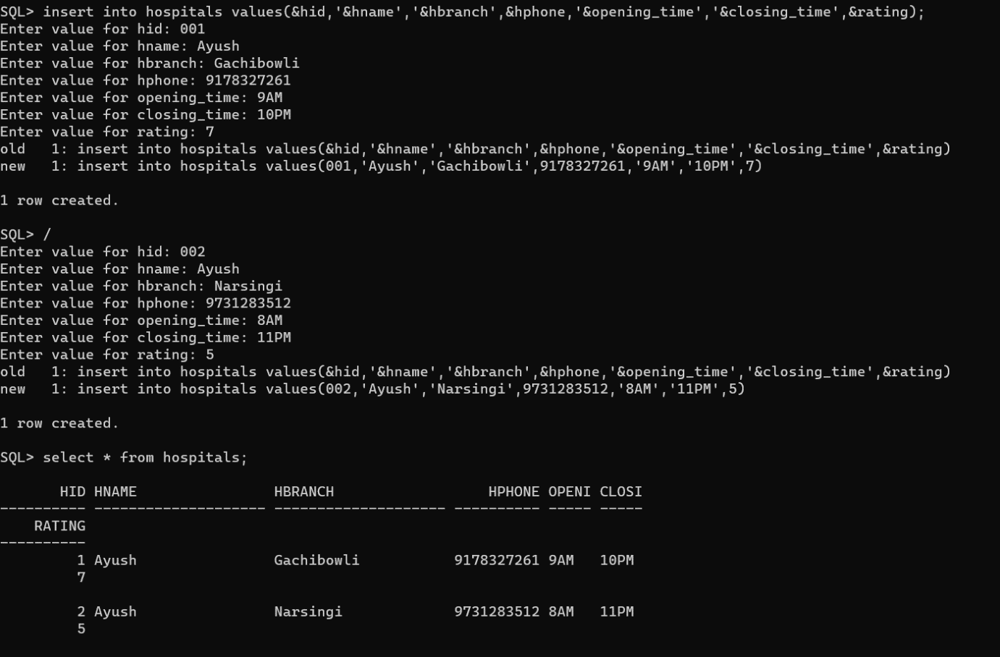 SQL> insert into hospitals values(&hid,'&hname','&hbranch',&hphone,'&opening_time','&closing_time',&rating);
Enter value for hid: 001
Enter value for hname: Ayush
Enter value for hbranch: Gachibowli
Enter value for hphone: 9178327261
Enter value for opening_time: 9AM
Enter value for closing_time: 10PM
Enter value for rating: 7
old   1: insert into hospitals values(&hid,'&hname','&hbranch',&hphone,'&opening_time','&closing_time',&rating)
new   1: insert into hospitals values(001,'Ayush','Gachibowli',9178327261,'9AM','10PM',7)

1 row created.

SQL> /
Enter value for hid: 002
Enter value for hname: Ayush
Enter value for hbranch: Narsingi
Enter value for hphone: 9731283512
Enter value for opening_time: 8AM
Enter value for closing_time: 11PM
Enter value for rating: 5
old   1: insert into hospitals values(&hid,'&hname','&hbranch',&hphone,'&opening_time','&closing_time',&rating)
new   1: insert into hospitals values(002,'Ayush','Narsingi',9731283512,'8AM','11PM',5)

1 row created.

SQL> select * from hospitals;

       HID HNAME                HBRANCH                  HPHONE OPENI CLOSI
---------- -------------------- -------------------- ---------- ----- -----
    RATING
----------
         1 Ayush                Gachibowli           9178327261 9AM   10PM
         7

         2 Ayush                Narsingi             9731283512 8AM   11PM
         5